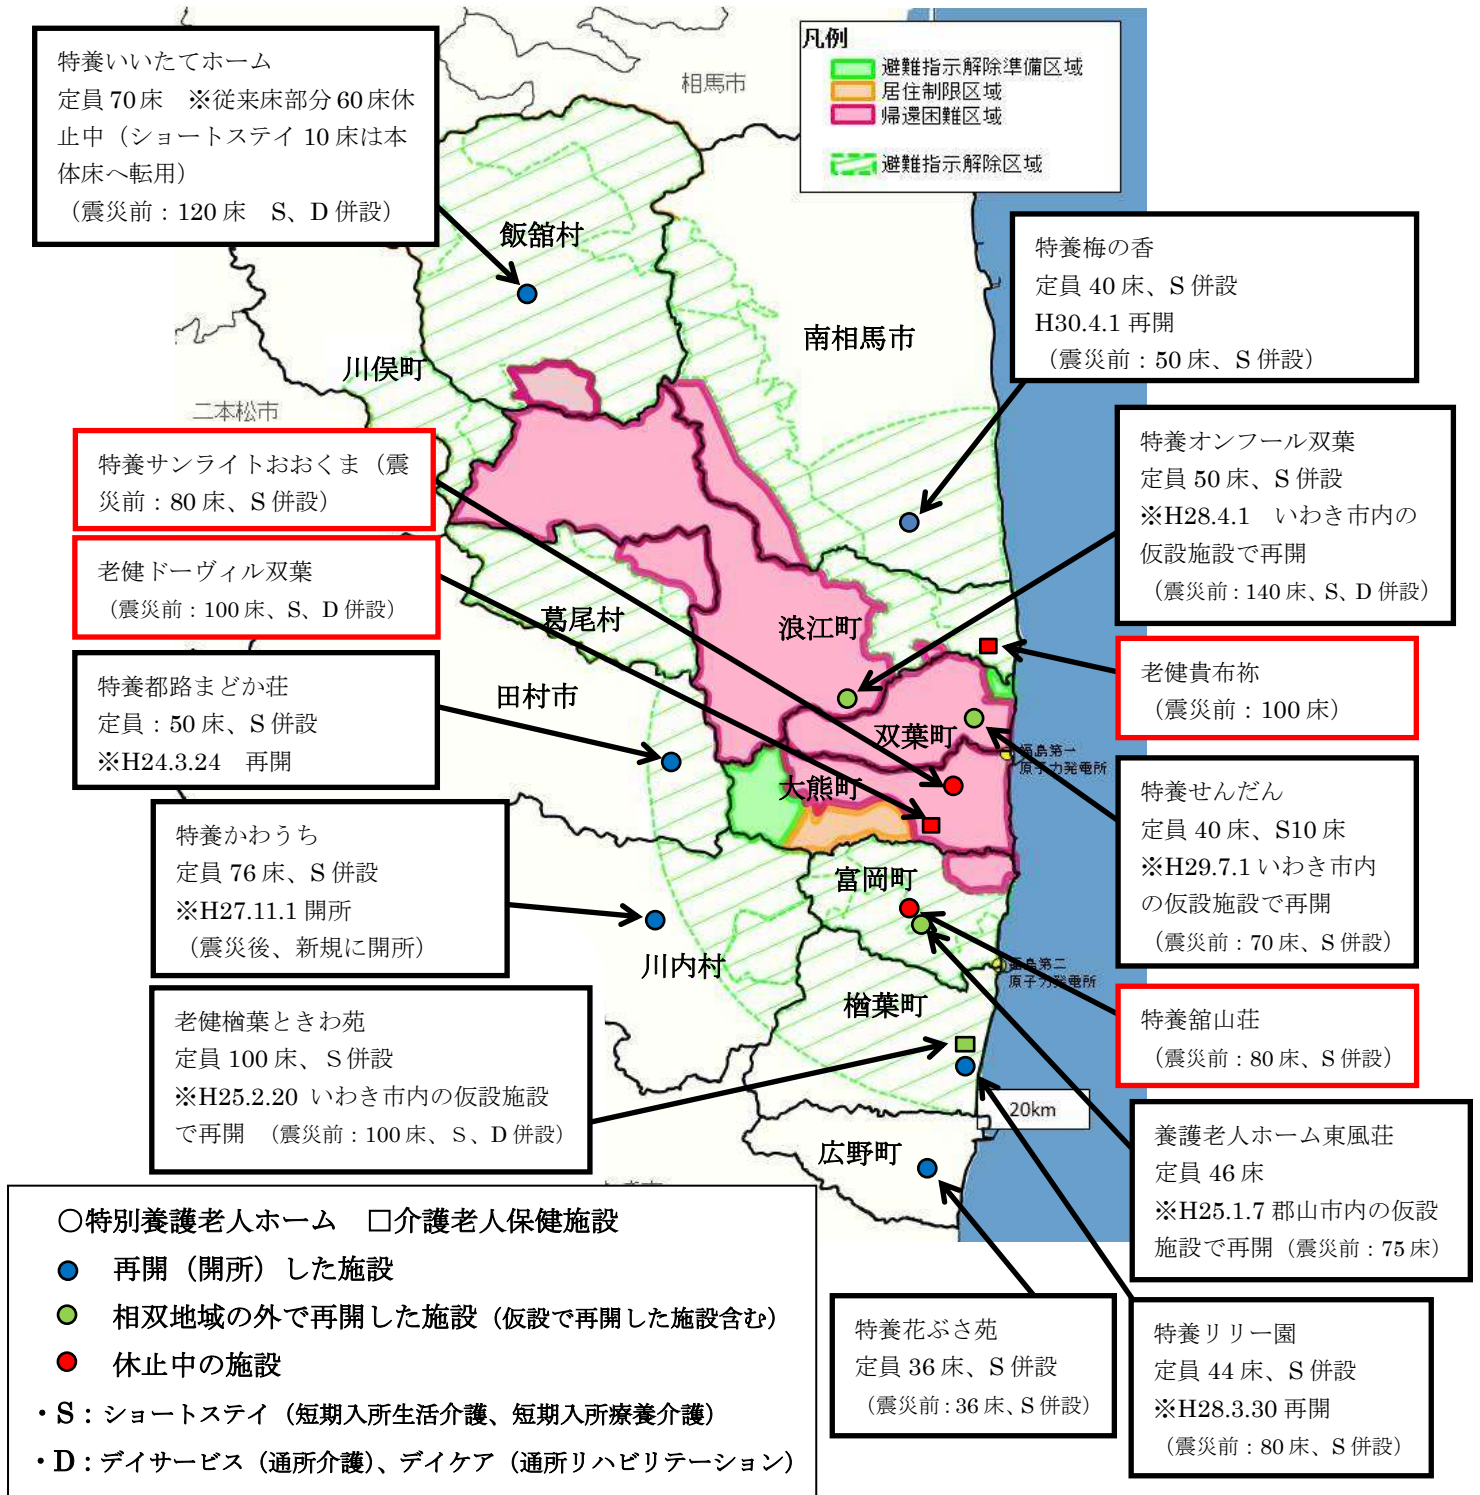 特養いいたてホーム
定員 70 床　※従来床部分 60 床休
止中（ショートステイ 10 床は本
体床へ転用）
（震災前：120 床　S、D 併設）
凡例
避難指示解除準備区域
居住制限区域
帰還困難区域
避難指示解除区域
相馬市
飯舘村
特養梅の香
定員 40 床、S 併設
H30.4.1 再開
（震災前：50 床、S 併設）
南相馬市
川俣町
二本松市
特養サンライトおおくま（震
災前：80 床、S 併設）
特養オンフール双葉
定員 50 床、S 併設
※H28.4.1　いわき市内の
仮設施設で再開
（震災前：140 床、S、D 併設）
老健ドーヴィル双葉
（震災前：100 床、S、D 併設）
葛尾村
浪江町
老健貴布祢
（震災前：100 床）
特養都路まどか荘
定員：50 床、S 併設
※H24.3.24　再開
田村市
双葉町
福島第一
原子力発電所
大熊町
特養せんだん
定員 40 床、S10 床
※H29.7.1 いわき市内
の仮設施設で再開
（震災前：70 床、S 併設）
特養かわうち
定員 76 床、S 併設
※H27.11.1 開所
（震災後、新規に開所）
富岡町
川内村
福島第二
原子力発電所
楢葉町
特養舘山荘
（震災前：80 床、S 併設）
老健楢葉ときわ苑
定員 100 床、Ｓ併設
※H25.2.20 いわき市内の仮設施設
で再開　（震災前：100 床、Ｓ、D 併設）
20km
広野町
養護老人ホーム東風荘
定員 46 床
※H25.1.7 郡山市内の仮設
施設で再開（震災前：75 床）
〇特別養護老人ホーム　□介護老人保健施設
再開（開所）した施設
相双地域の外で再開した施設（仮設で再開した施設含む）
休止中の施設
・S：ショートステイ（短期入所生活介護、短期入所療養介護）
・D：デイサービス（通所介護）、デイケア（通所リハビリテーション）
特養花ぶさ苑
定員 36 床、S 併設
（震災前：36 床、S 併設）
特養リリー園
定員 44 床、S 併設
※H28.3.30 再開
（震災前：80 床、S 併設）